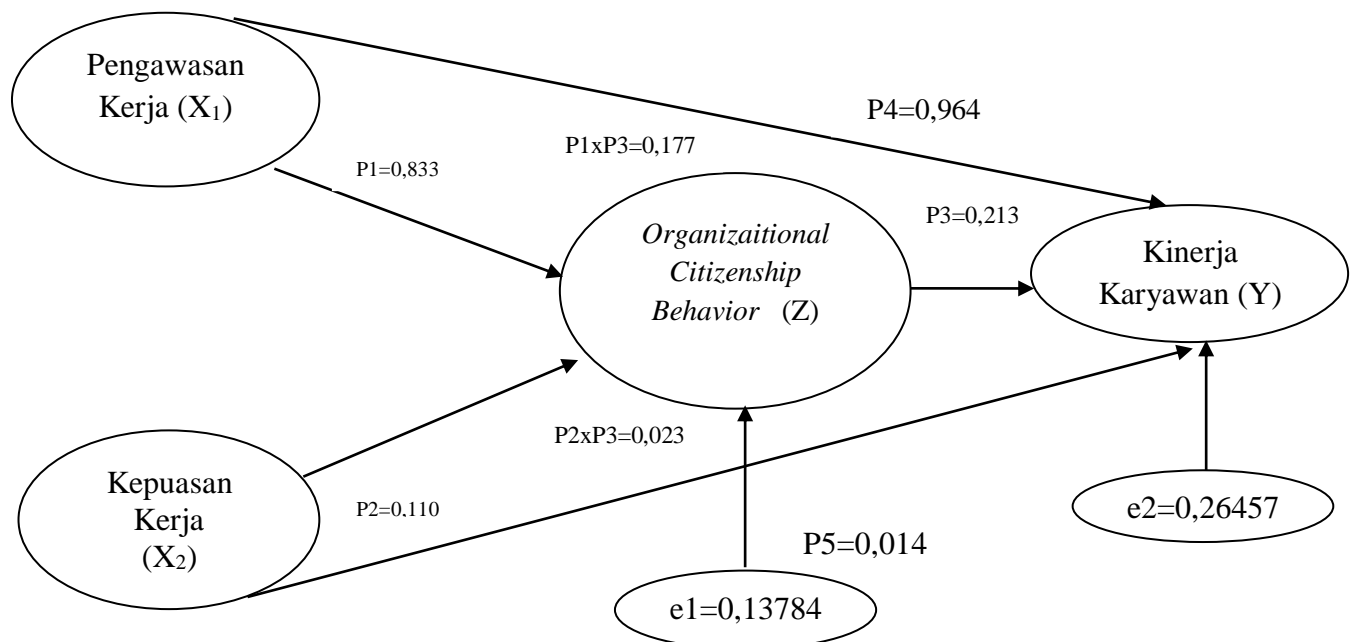 Pengawasan
Kerja (X₁)
P4=0,964
P1xP3=0,177
P1=0,833
P3=0,213
Organizaitional
Citizenship
Behavior (Z)
Kinerja
Karyawan (Y)
P2xP3=0,023
Kepuasan
Kerja
(X₂)
P2=0,110
e2=0,26457
P5=0,014
e1=0,13784